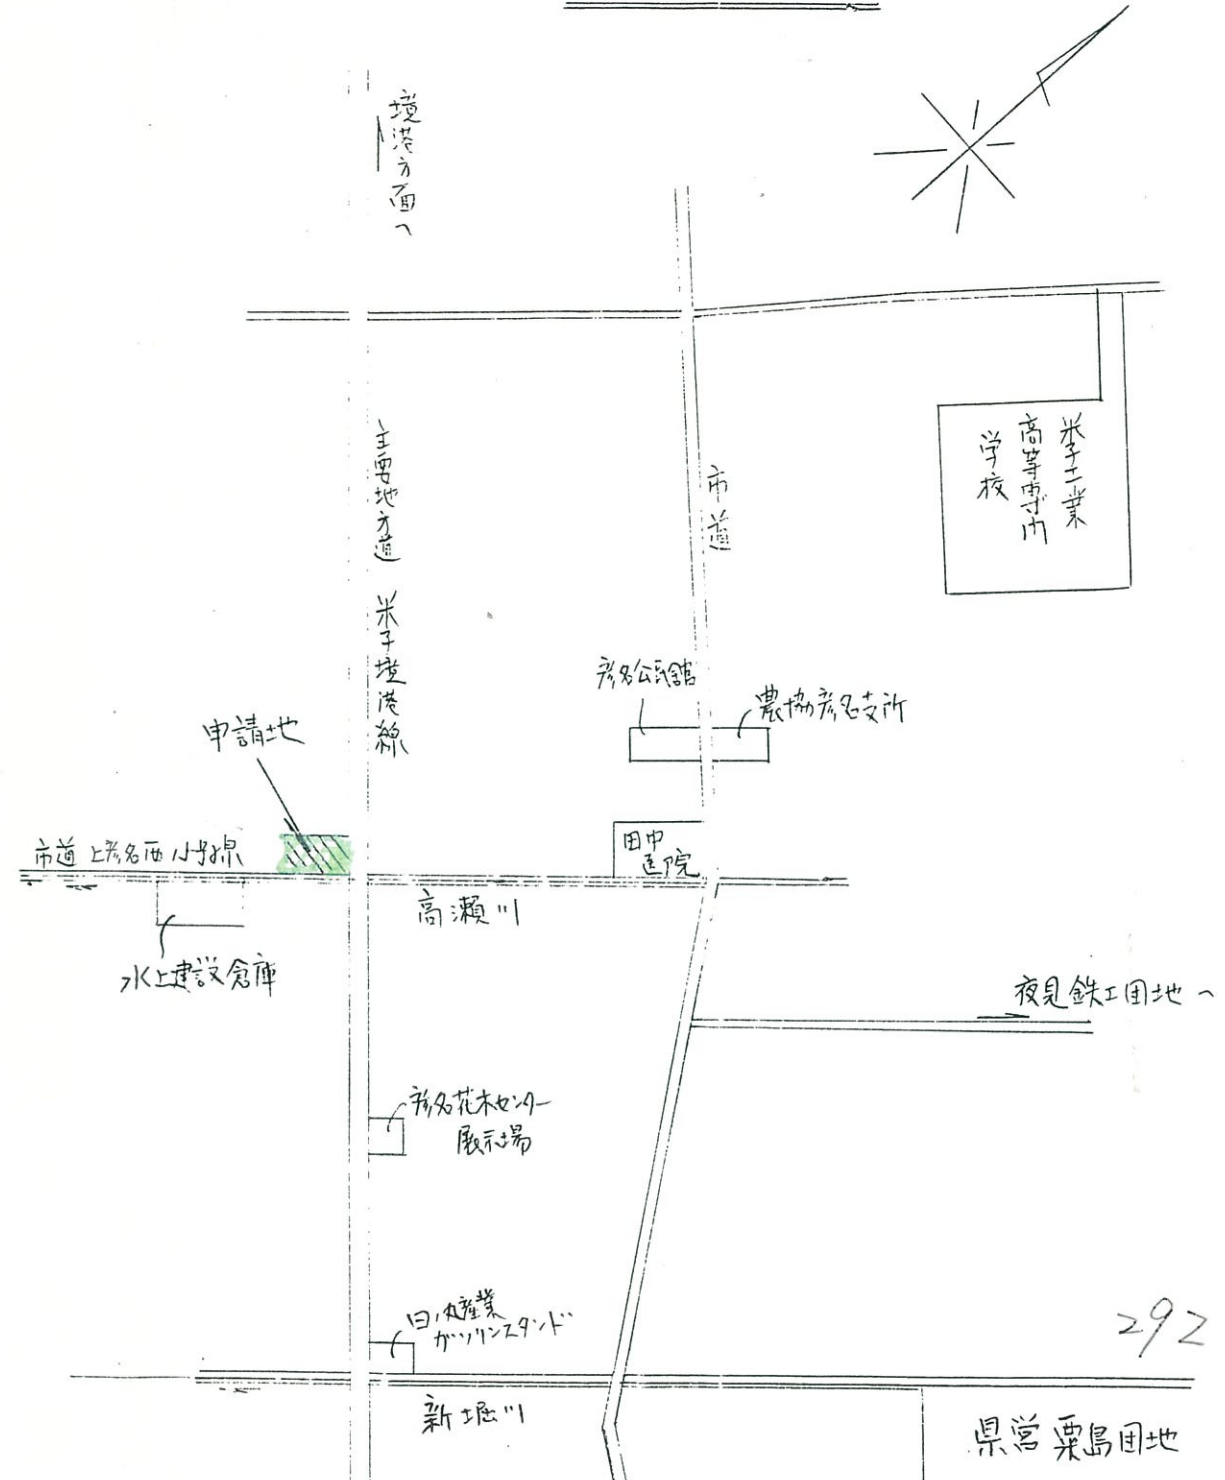 境港方面へ
主要地方道 米子境港線
市道
米子工業
高等専门
学校
彦名公民館
農協彦名支所
申請地
田中
医院
市道上彦名西小学線
高瀬川
水上建設倉庫
夜見鉄工団地へ
彦名花木センター
展示場
日ノ丸産業
ガソリンスタンド
292
新堀川
県営粟島団地